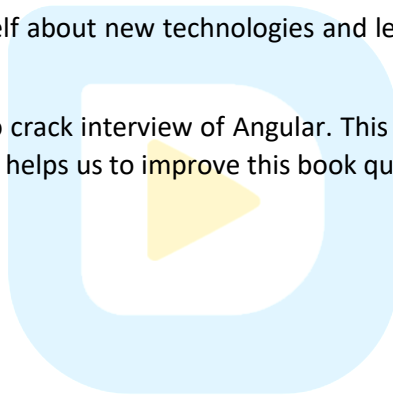 elf about new technologies and le
crack interview of Angular. This
helps us to improve this book qu